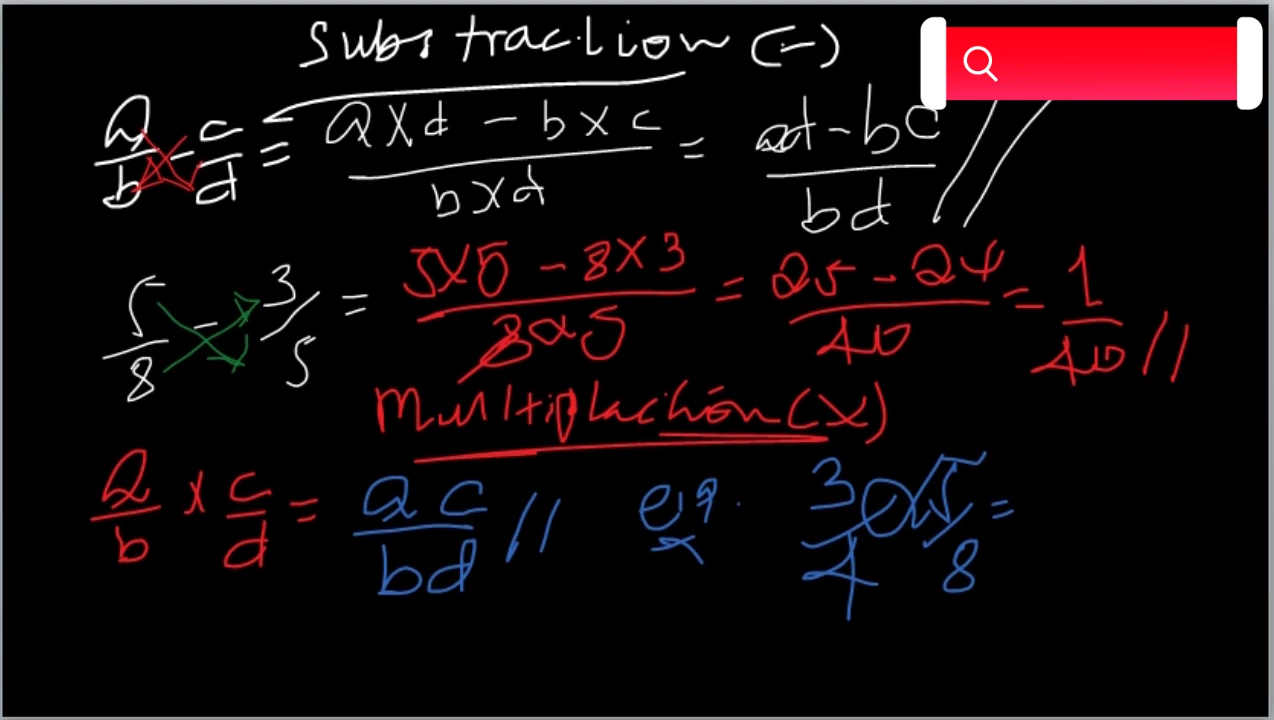 Substraction (-)
a/b - c/d = a x d - b x c / b x d = ad - bc / bd //
5/8 - 3/5 = 5 x 5 - 8 x 3 / 8 x 5 = 25 - 24 / 40 = 1/40 //
Multiplachion (x)
a/b x c/d = ac/bd // eg. 3/4 x 5/8 =